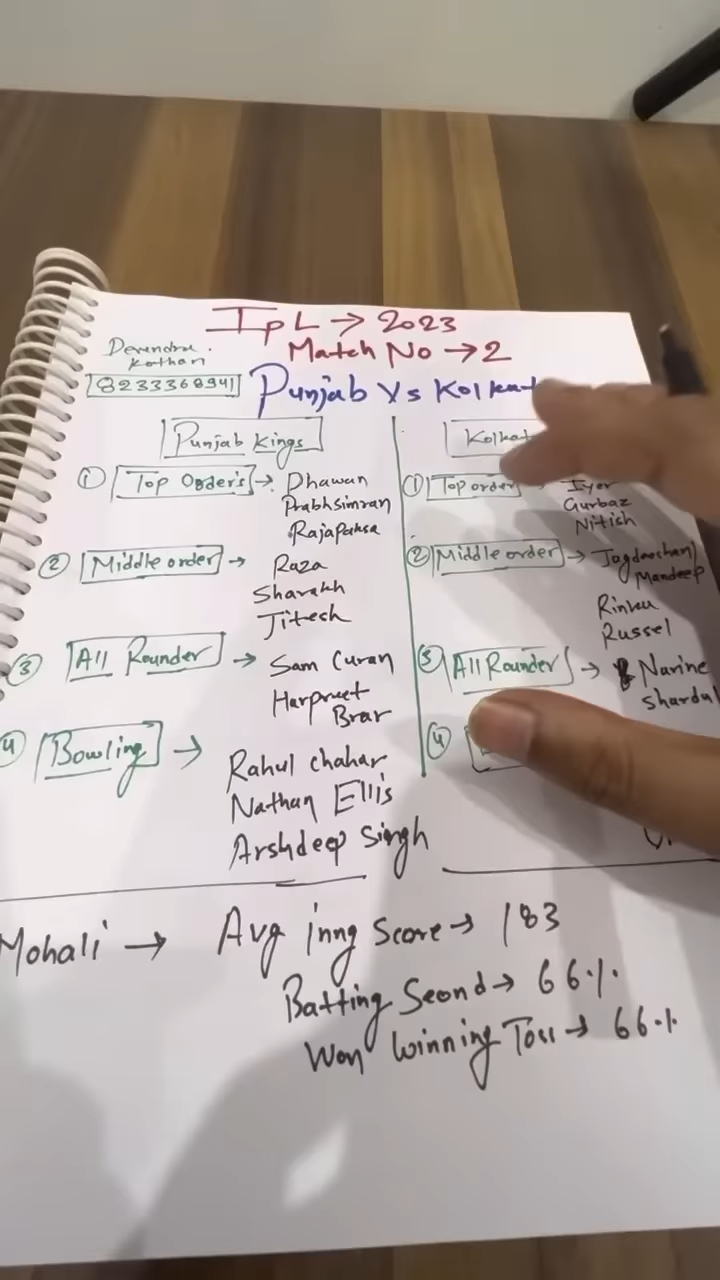 IpL → 2023
Match No → 2
Devendra.
Kothari
8233368941
Punjab Vs Kolkat
Punjab Kings
① Top Order's → Dhawan
Prabhsimran
Rajapaksa
② Middle order → Raza
Sharukh
Jitesh
③ All Rounder → Sam Curan
Harpreet
Brar
4 Bowling → Rahul Chahar
Nathan Ellis
Arshdeep Singh
Kolkat
① Top order Iyer
Gurbaz
Nitish
② Middle order → Jagdeeshan
Mandeep
Rinku
Russel
③ All Rounder → Narine
Shardul
④
Mohali → Avg inng Score → 183
Batting Seond → 66%.
Won winning Toss → 66%